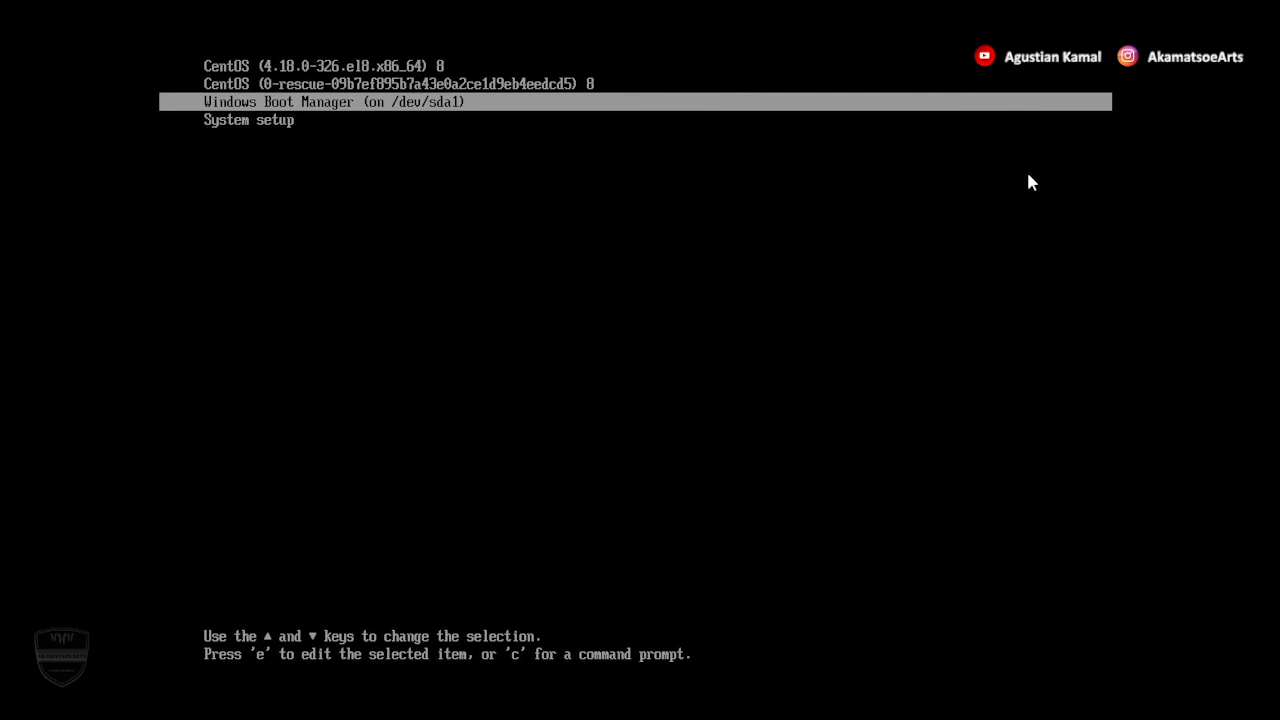 Agustian Kamal AkamatsoeArts
CentOS (4.18.0-326.el8.x86_64) 8
CentOS (0-rescue-09b7ef895b7a43e0a2ce1d9eb4eedcd5) 8
Windows Boot Manager (on /dev/sda1)
System setup
Use the ▲ and ▼ keys to change the selection.
Press 'e' to edit the selected item, or 'c' for a command prompt.